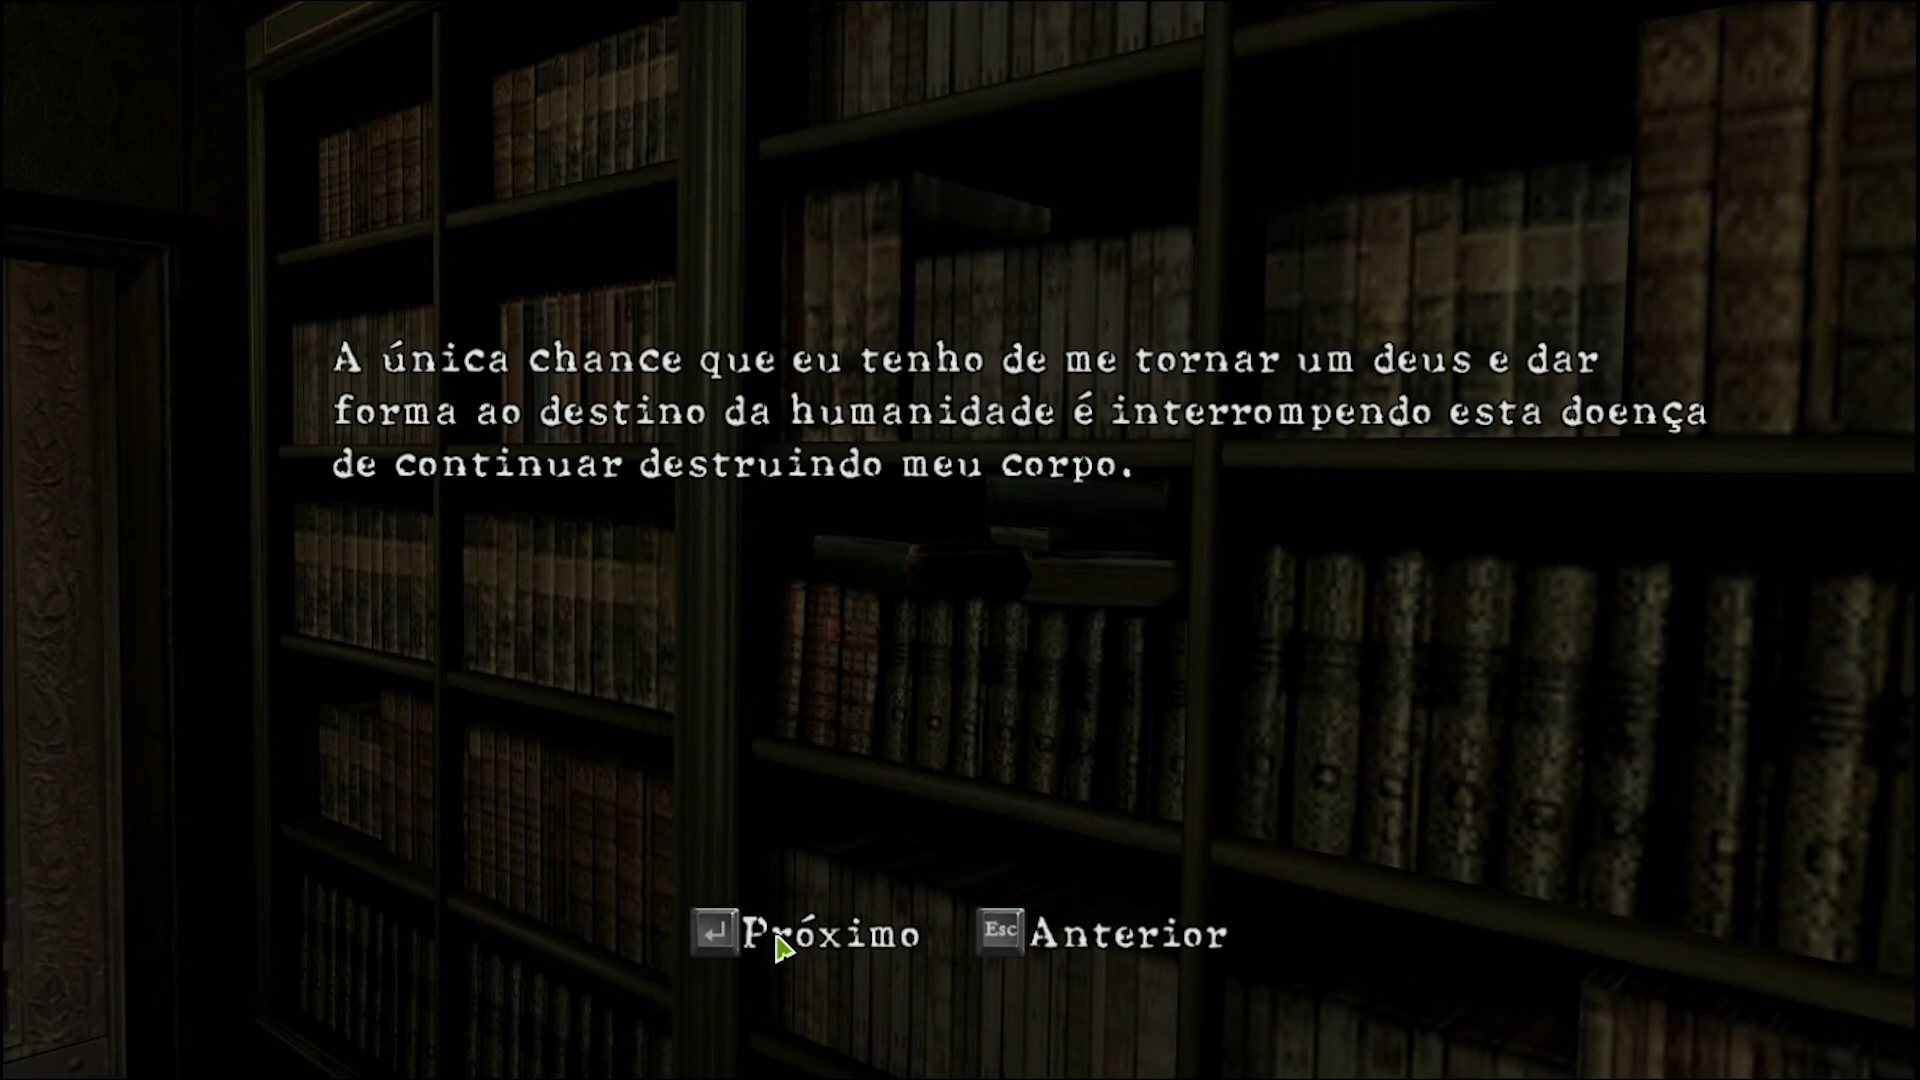 A única chance que eu tenho de me tornar um deus e dar
forma ao destino da humanidade é interrompendo esta doença
de continuar destruindo meu corpo.
Próximo
Esc Anterior